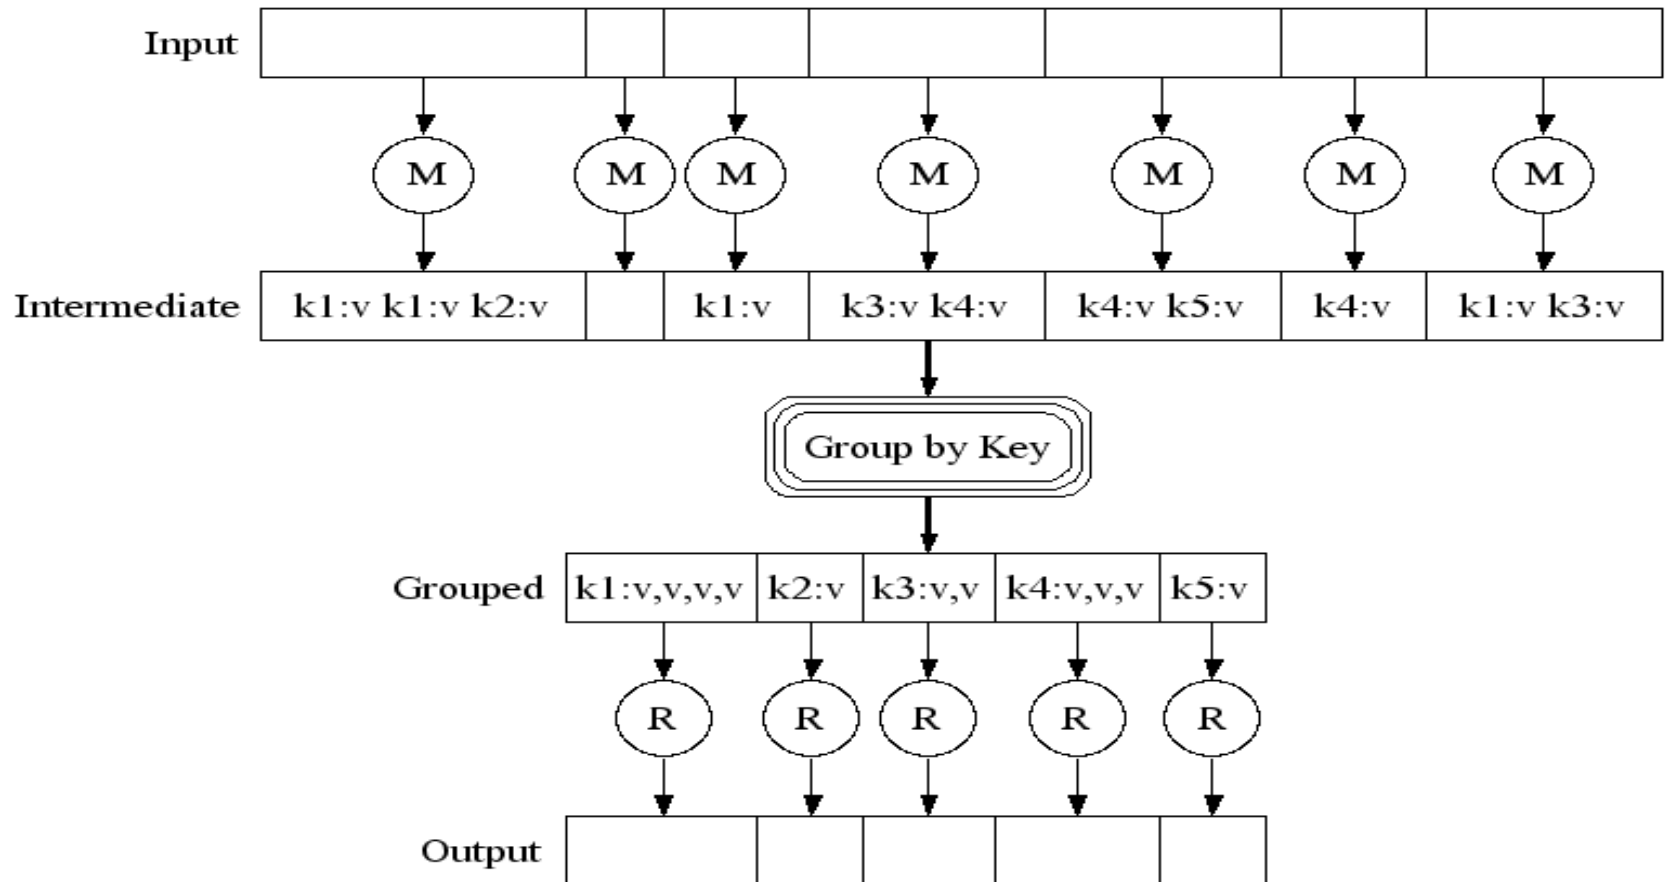 Input
M M M M M M M
Intermediate k1:v k1:v k2:v k1:v k3:v k4:v k4:v k5:v k4:v k1:v k3:v
Group by Key
Grouped k1:v,v,v,v k2:v k3:v,v k4:v,v,v k5:v
R R R R R
Output